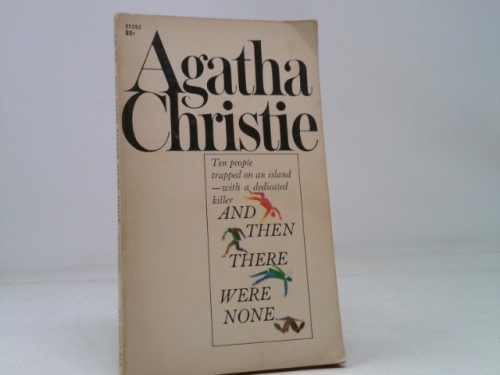 Agatha
Christie
Ten people
trapped on an island
—with a dedicated
killer
AND
THEN
THERE
WERE
NONE